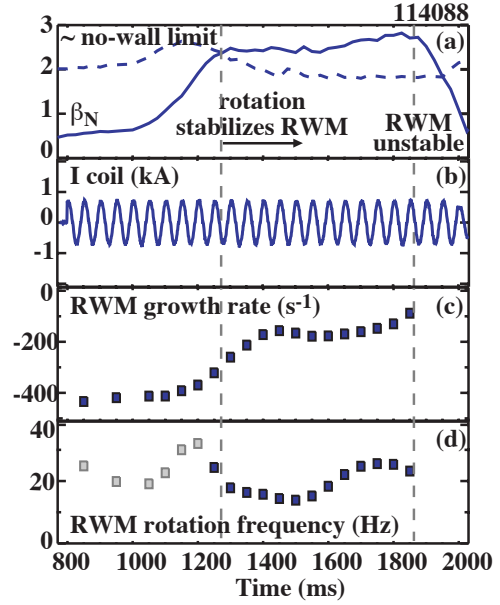 114088
3
~ no-wall limit
(a)
2
rotation
stabilizes RWM
RWM
unstable
β_N
1
0
I coil (kA)
(b)
1
0
-1
0
RWM growth rate (s⁻¹)
(c)
-200
-400
40
(d)
20
RWM rotation frequency (Hz)
0
800 1000 1200 1400 1600 1800 2000
Time (ms)